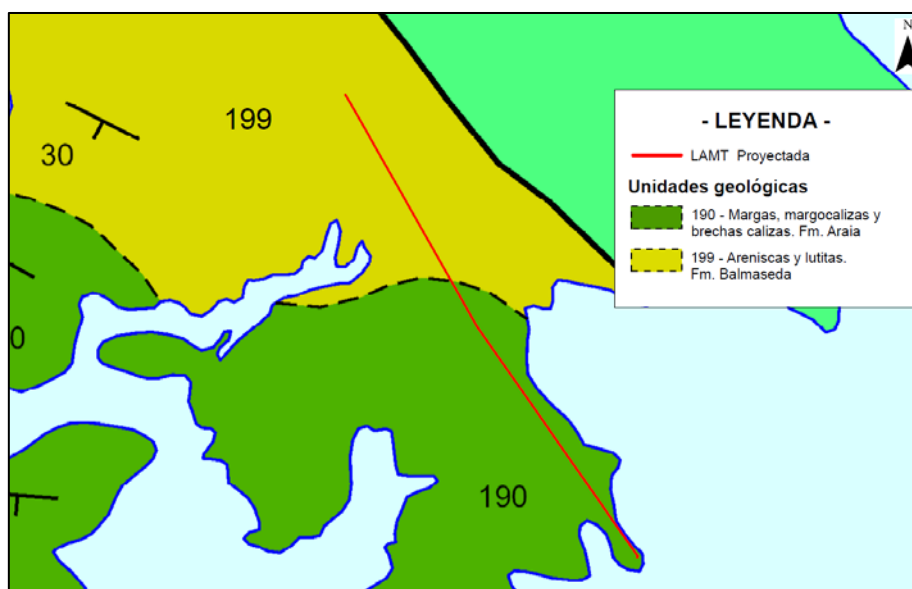 N
199
30
0
190
- LEYENDA -
LAMT Proyectada
Unidades geológicas
190 - Margas, margocalizas y
brechas calizas. Fm. Araia
199 - Areniscas y lutitas.
Fm. Balmaseda